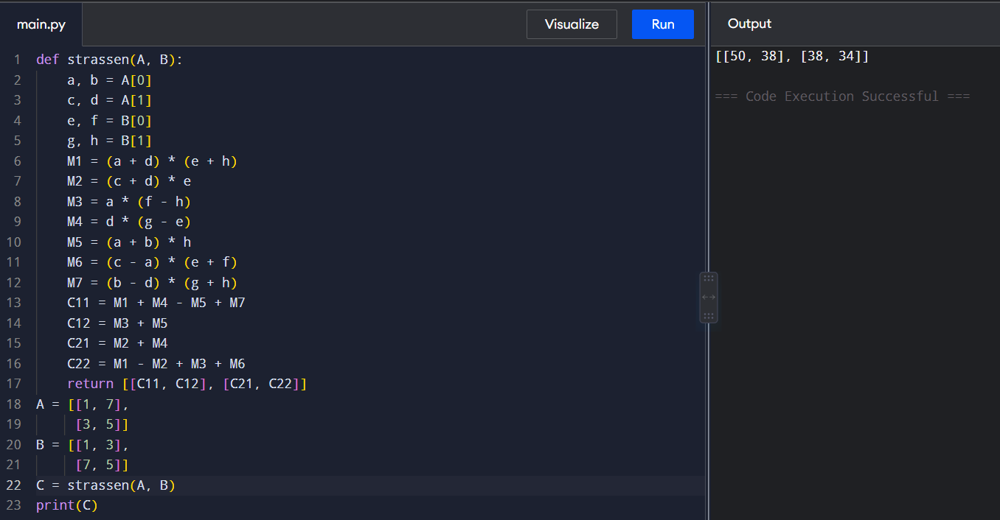 main.py
Visualize
Run
Output
1 def strassen(A, B):
2     a, b = A[0]
3     c, d = A[1]
4     e, f = B[0]
5     g, h = B[1]
6     M1 = (a + d) * (e + h)
7     M2 = (c + d) * e
8     M3 = a * (f - h)
9     M4 = d * (g - e)
10     M5 = (a + b) * h
11     M6 = (c - a) * (e + f)
12     M7 = (b - d) * (g + h)
13     C11 = M1 + M4 - M5 + M7
14     C12 = M3 + M5
15     C21 = M2 + M4
16     C22 = M1 - M2 + M3 + M6
17     return [[C11, C12], [C21, C22]]
18 A = [[1, 7],
19      [3, 5]]
20 B = [[1, 3],
21      [7, 5]]
22 C = strassen(A, B)
23 print(C)
[[50, 38], [38, 34]]
=== Code Execution Successful ===